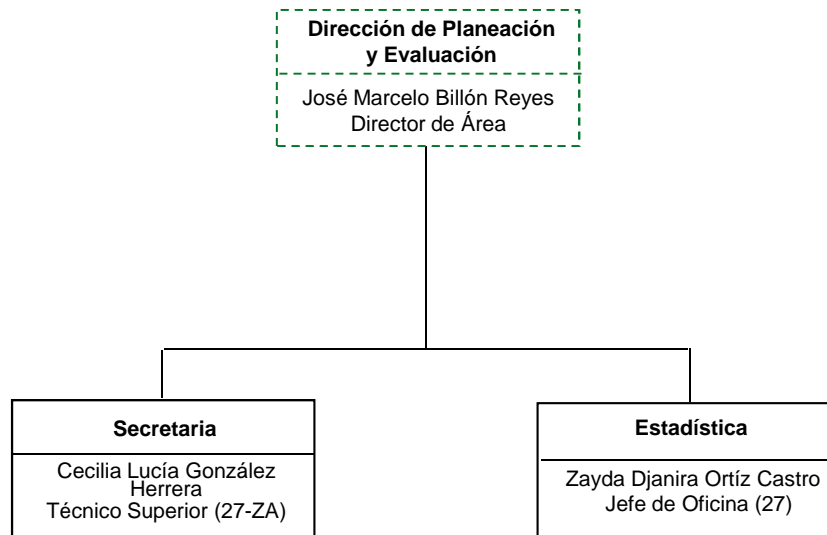 Dirección de Planeación
y Evaluación
José Marcelo Billón Reyes
Director de Área
Secretaria
Cecilia Lucía González
Herrera
Técnico Superior (27-ZA)
Estadística
Zayda Djanira Ortíz Castro
Jefe de Oficina (27)